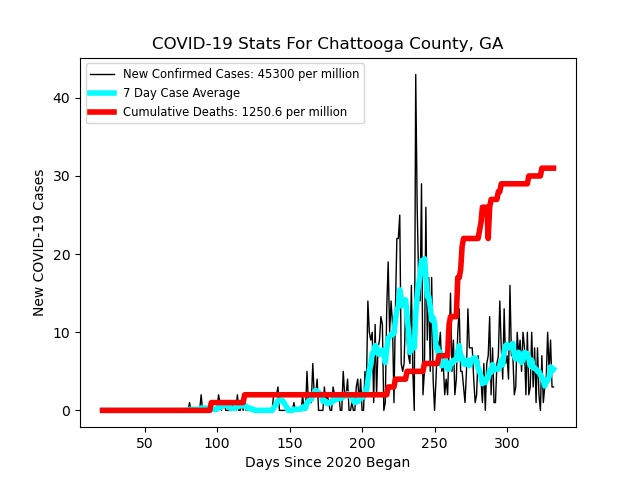 COVID-19 Stats For Chattooga County, GA
New Confirmed Cases: 45300 per million
7 Day Case Average
Cumulative Deaths: 1250.6 per million
New COVID-19 Cases
40
30
20
10
0
50
100
150
200
250
300
Days Since 2020 Began